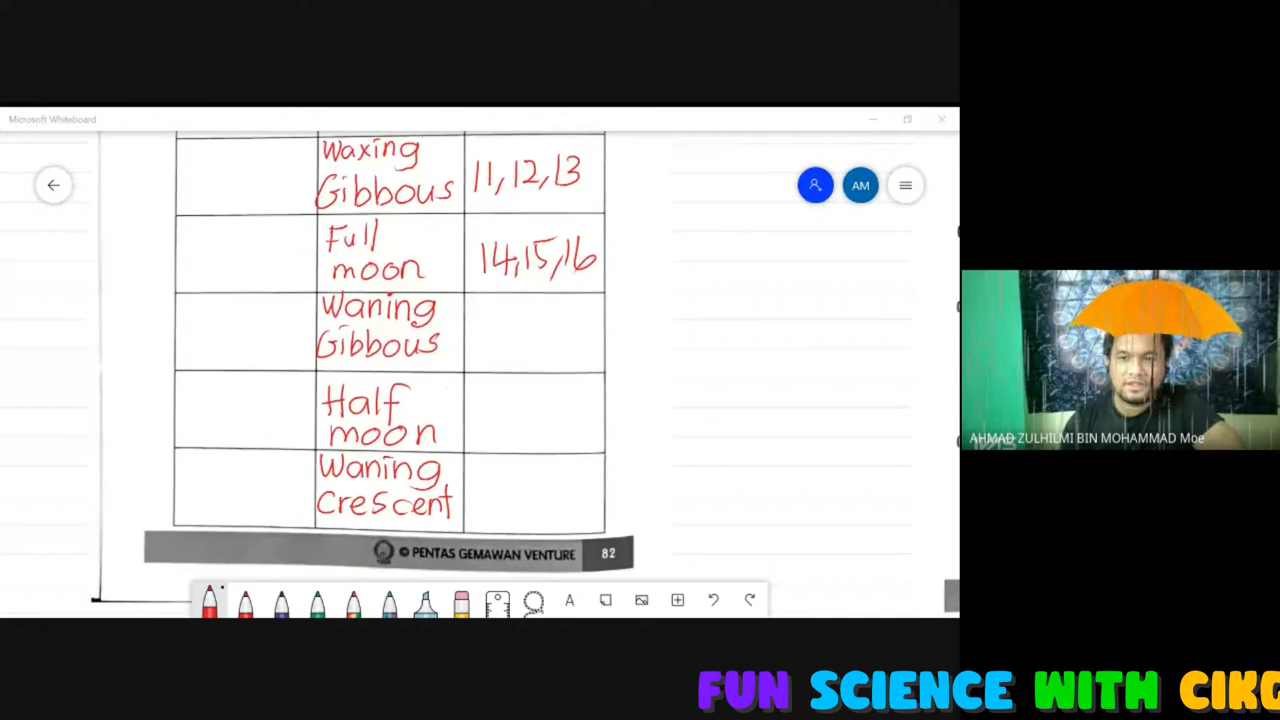 Microsoft Whiteboard
Waxing
Gibbous
11, 12, 13
Full
moon
14, 15, 16
Waning
Gibbous
Half
moon
Waning
Crescent
© PENTAS GEMAWAN VENTURE 82
AM
A
AHMAD ZULHILMI BIN MOHAMMAD Moe
FUN SCIENCE WITH CIKG